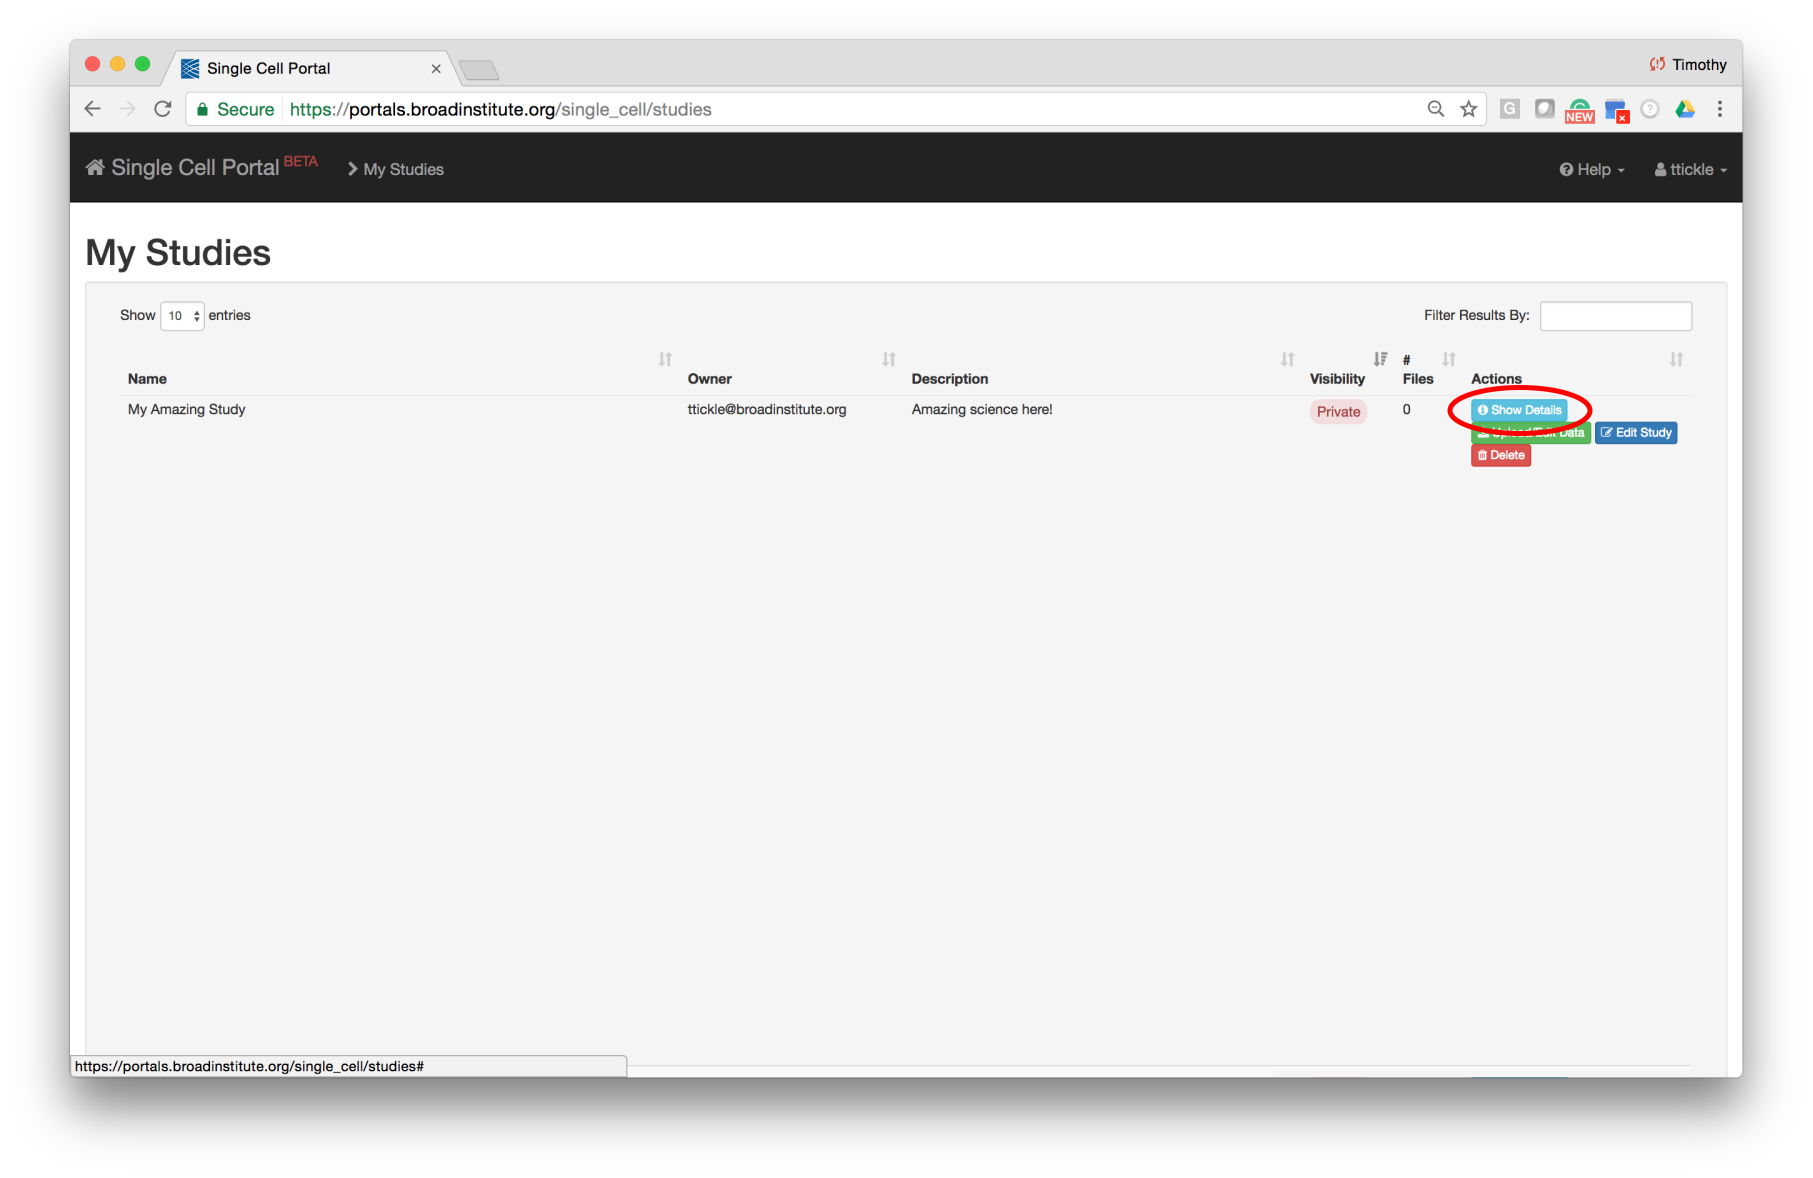 Single Cell Portal
Timothy
Secure https://portals.broadinstitute.org/single_cell/studies
G
NEW
Single Cell Portal BETA My Studies Help ttickle
My Studies
Show 10 entries Filter Results By:
Name Owner Description Visibility # Files Actions
My Amazing Study ttickle@broadinstitute.org Amazing science here! Private 0 Show Details
Upload/Edit Data Edit Study
Delete
https://portals.broadinstitute.org/single_cell/studies#